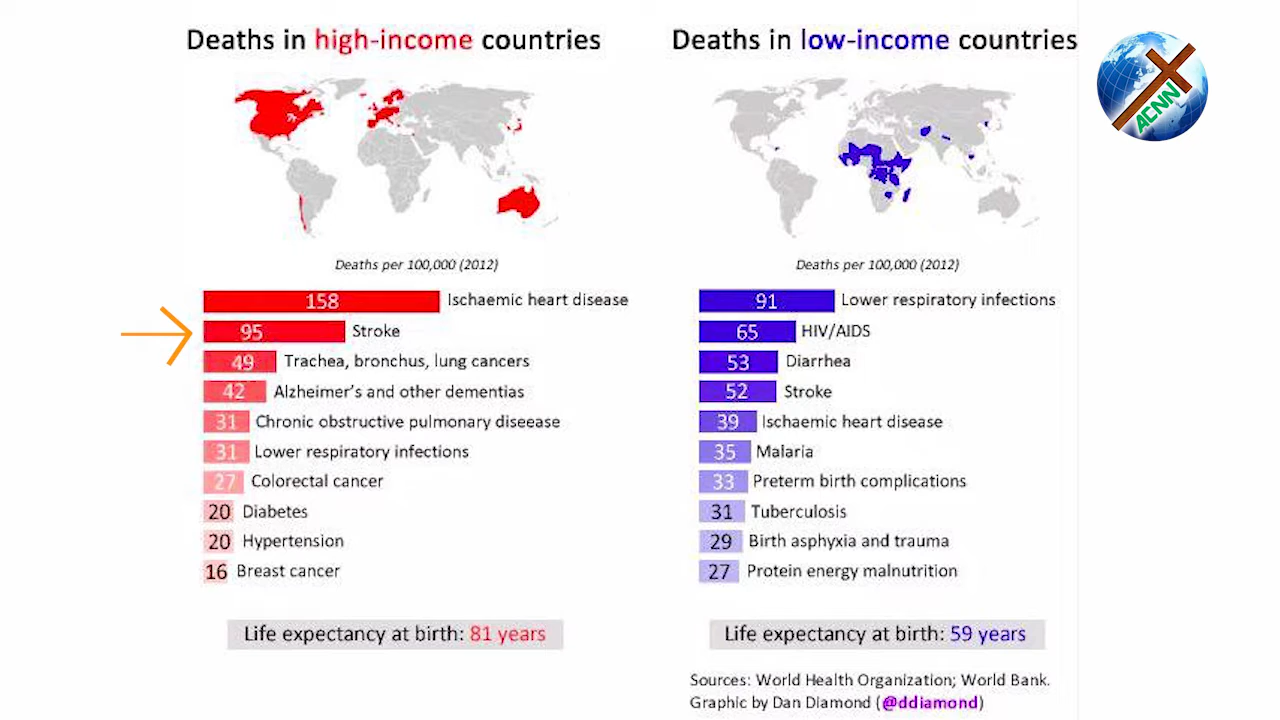 Deaths in high-income countries
Deaths per 100,000 (2012)
158 Ischaemic heart disease
95 Stroke
49 Trachea, bronchus, lung cancers
42 Alzheimer's and other dementias
31 Chronic obstructive pulmonary diseease
31 Lower respiratory infections
27 Colorectal cancer
20 Diabetes
20 Hypertension
16 Breast cancer
Life expectancy at birth: 81 years
Deaths in low-income countries
Deaths per 100,000 (2012)
91 Lower respiratory infections
65 HIV/AIDS
53 Diarrhea
52 Stroke
39 Ischaemic heart disease
35 Malaria
33 Preterm birth complications
31 Tuberculosis
29 Birth asphyxia and trauma
27 Protein energy malnutrition
Life expectancy at birth: 59 years
Sources: World Health Organization; World Bank.
Graphic by Dan Diamond (@ddiamond)
ACNN